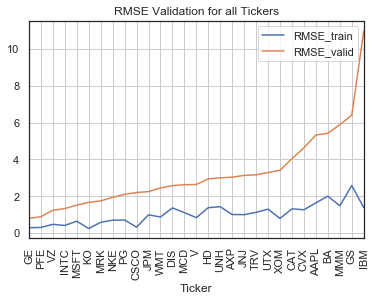 RMSE Validation for all Tickers
RMSE_train
RMSE_valid
10
8
6
4
2
0
GE
PFE
VZ
INTC
MSFT
KO
MRK
NKE
PG
CSCO
JPM
WMT
DIS
MCD
V
HD
UNH
AXP
JNJ
TRV
UTX
XOM
CAT
CVX
AAPL
BA
MMM
GS
IBM
Ticker